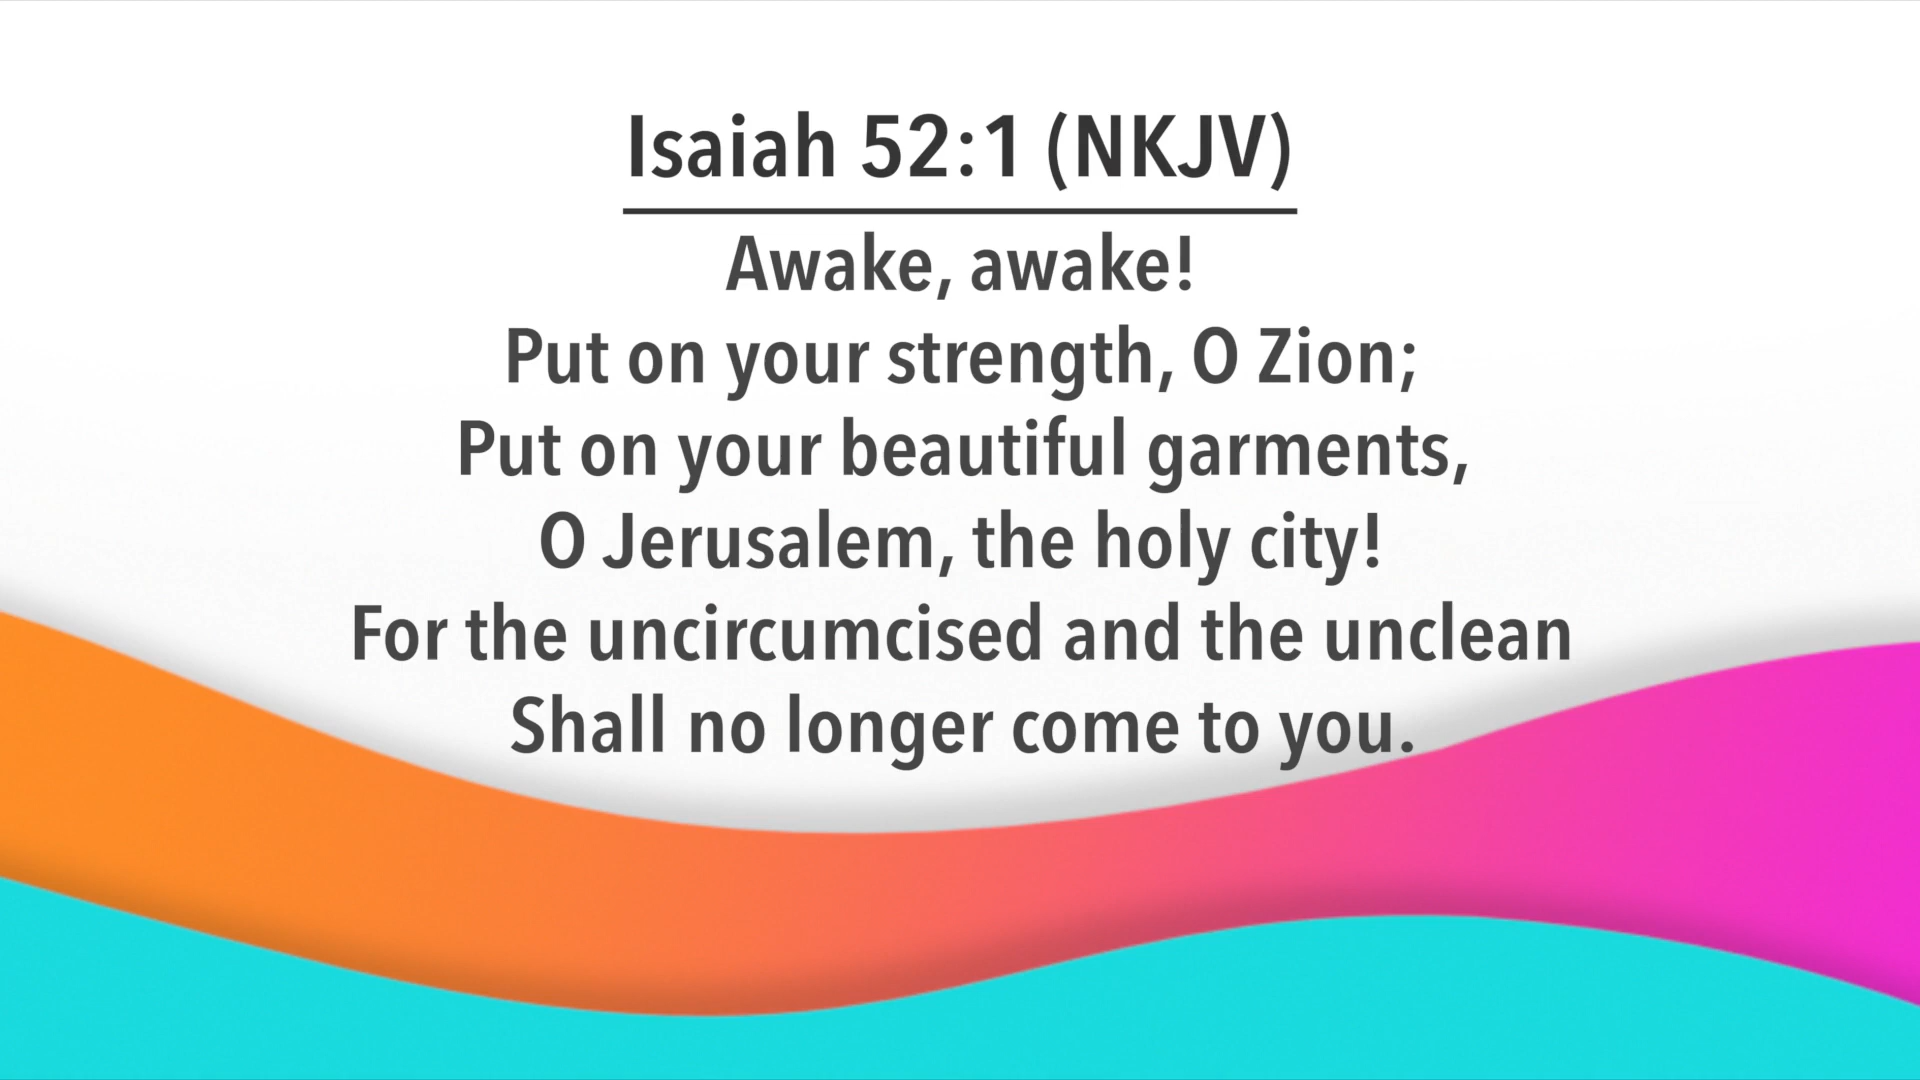 Isaiah 52:1 (NKJV)
Awake, awake!
Put on your strength, O Zion;
Put on your beautiful garments,
O Jerusalem, the holy city!
For the uncircumcised and the unclean
Shall no longer come to you.